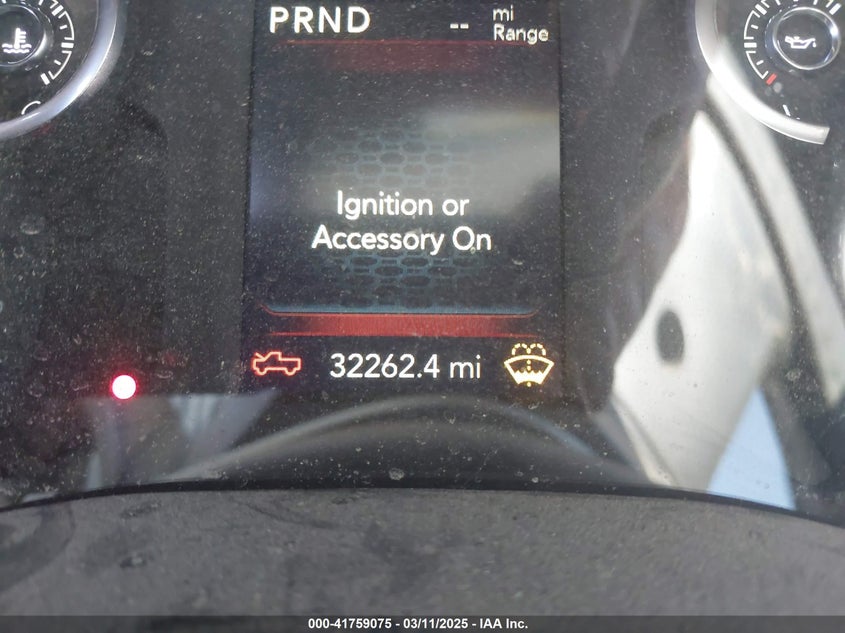 PRND -- mi
Range
Ignition or
Accessory On
32262.4 mi
000-41759075 - 03/11/2025 - IAA Inc.